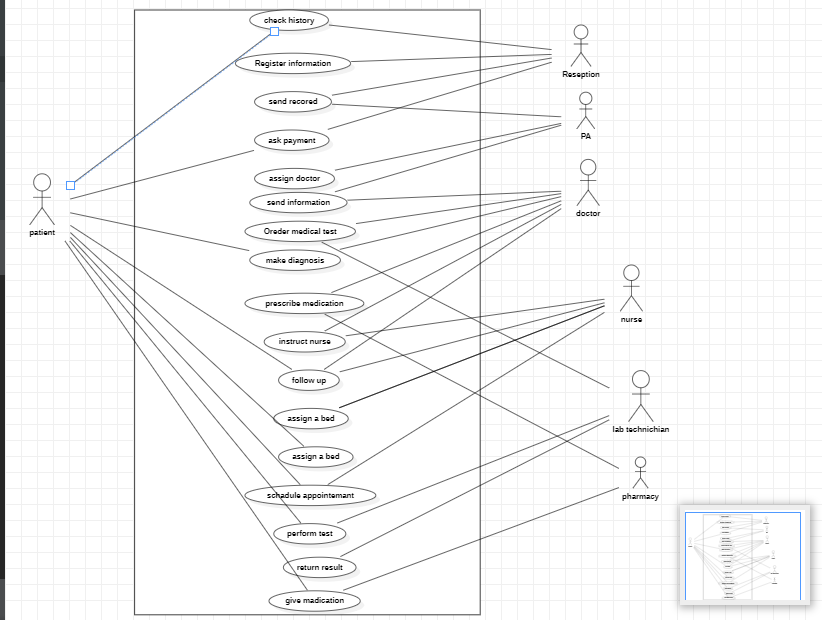 check history
Register information
Reseption
send recored
PA
ask payment
assign doctor
send information
doctor
patient
Oreder medical test
make diagnosis
prescribe medication
nurse
instruct nurse
follow up
assign a bed
lab technichian
assign a bed
schadule appointemant
pharmacy
perform test
return result
give madication